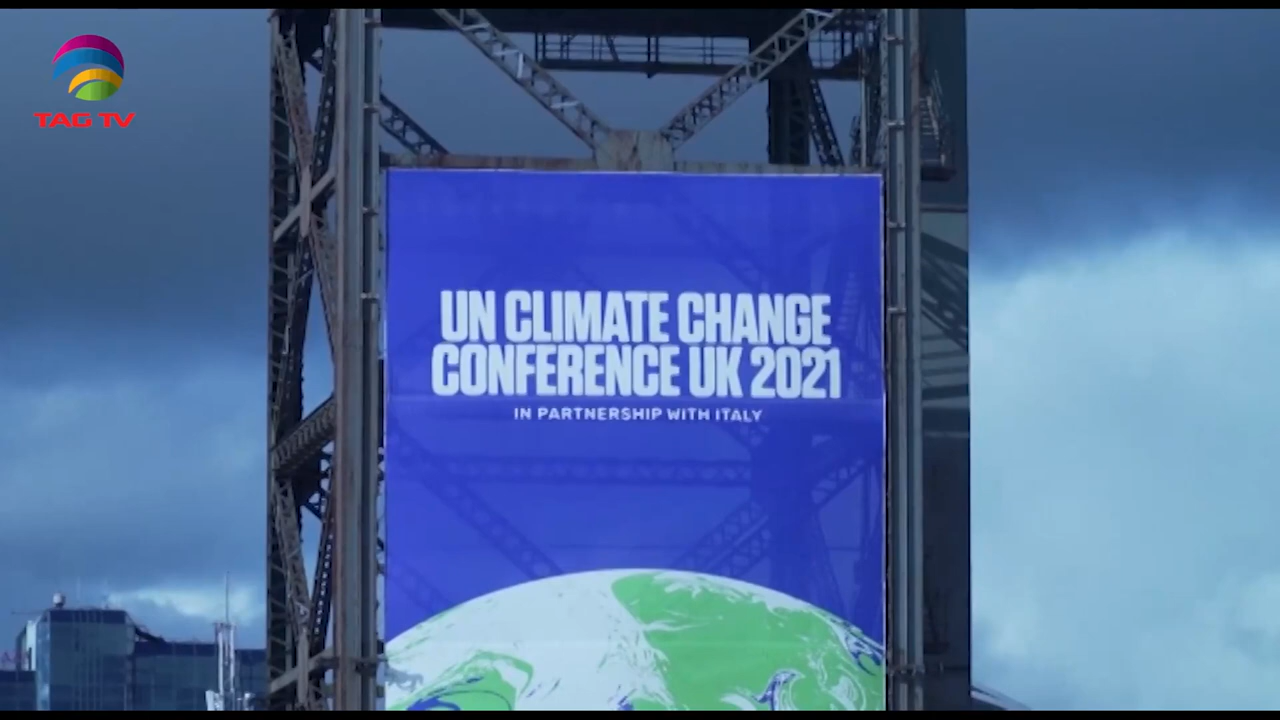 TAG TV
UN CLIMATE CHANGE
CONFERENCE UK 2021
IN PARTNERSHIP WITH ITALY